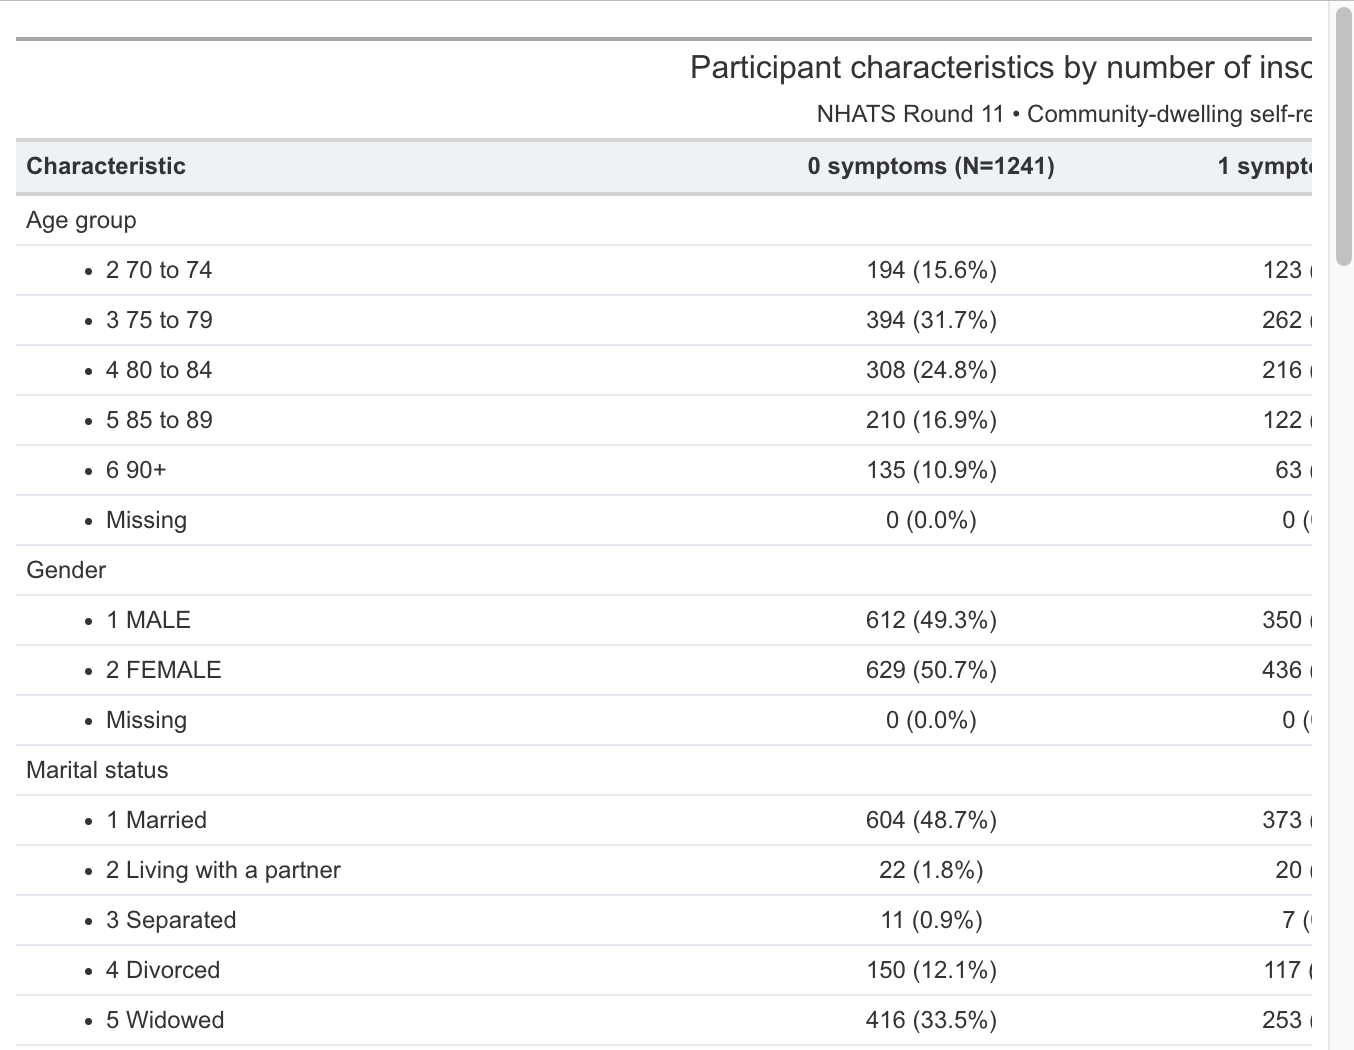 Participant characteristics by number of
NHATS Round 11 • Community-dwelling
Characteristic 0 symptoms (N=1241) 1
Age group
• 2 70 to 74 194 (15.6%) 123
• 3 75 to 79 394 (31.7%) 262
• 4 80 to 84 308 (24.8%) 216
• 5 85 to 89 210 (16.9%) 122
• 6 90+ 135 (10.9%) 63
• Missing 0 (0.0%) 0
Gender
• 1 MALE 612 (49.3%) 350
• 2 FEMALE 629 (50.7%) 436
• Missing 0 (0.0%) 0
Marital status
• 1 Married 604 (48.7%) 373
• 2 Living with a partner 22 (1.8%) 20
• 3 Separated 11 (0.9%) 7
• 4 Divorced 150 (12.1%) 117
• 5 Widowed 416 (33.5%) 253